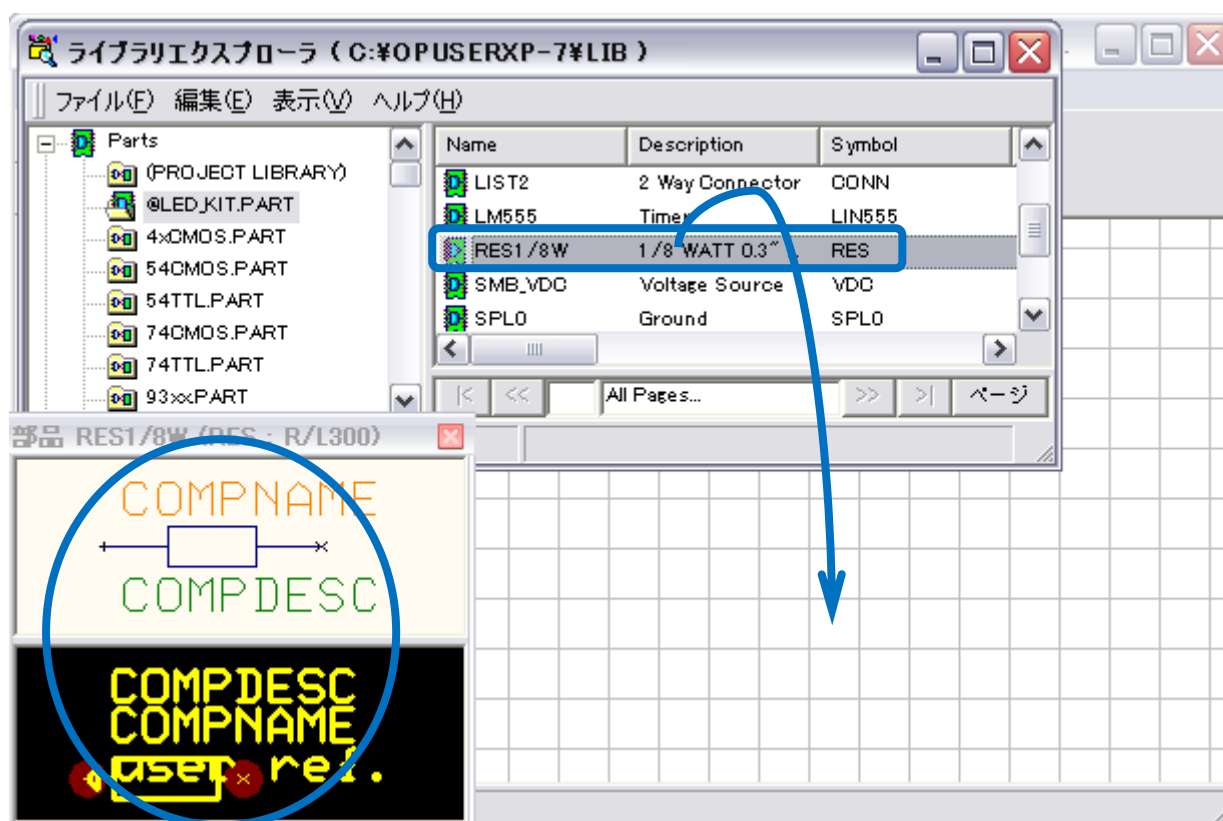 ライブラリエクスプローラ ( C:¥OPUSERXP-7¥LIB )
ファイル(F) 編集(E) 表示(V) ヘルプ(H)
Parts
(PROJECT LIBRARY)
@LED_KIT.PART
4xCMOS.PART
54CMOS.PART
54TTL.PART
74CMOS.PART
74TTL.PART
93xx.PART
Name Description Symbol
LIST2 2 Way Connector CONN
LM555 Timer LIN555
RES1/8W 1/8 WATT 0.3" .. RES
SMB_VDC Voltage Source VDC
SPL0 Ground SPL0
|< << All Pages... >> >| ページ
部品 RES1/8W (RES : R/L300)
COMPNAME
COMPDESC
COMPDESC
COMPNAME
user ref.